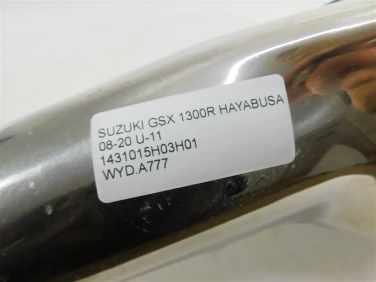 SUZUKI GSX 1300R HAYABUSA
08-20 U-11
1431015H03H01
WYD.A777